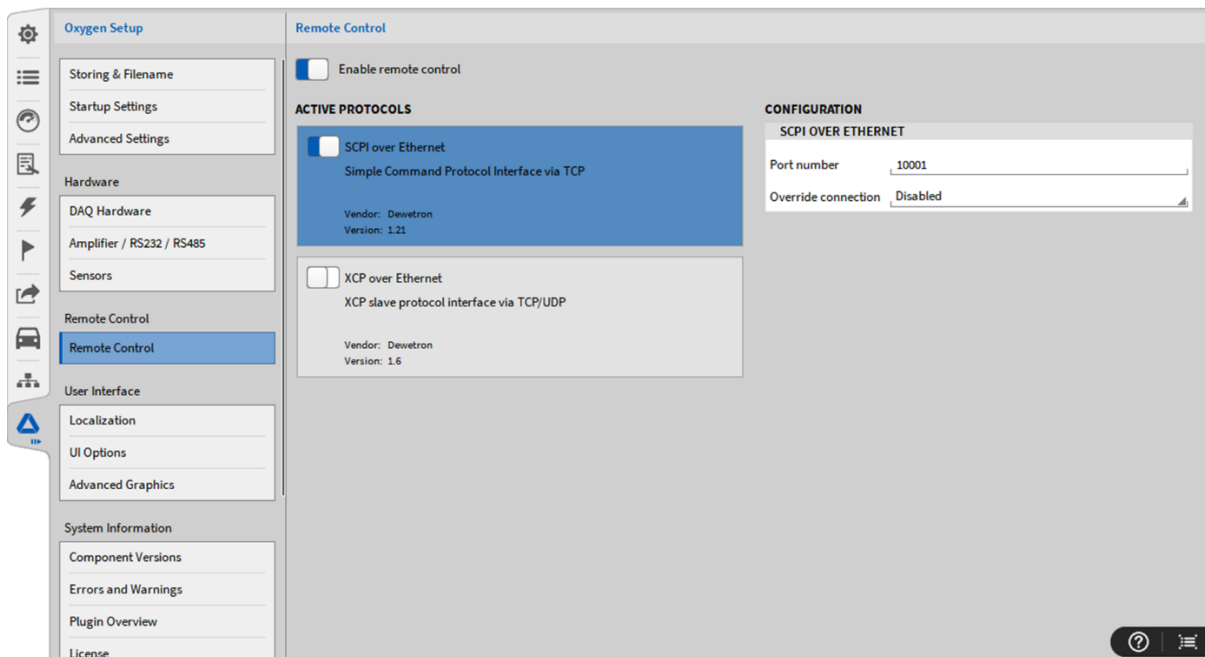 Oxygen Setup
Storing & Filename
Startup Settings
Advanced Settings
Hardware
DAQ Hardware
Amplifier / RS232 / RS485
Sensors
Remote Control
Remote Control
User Interface
Localization
UI Options
Advanced Graphics
System Information
Component Versions
Errors and Warnings
Plugin Overview
License
Remote Control
Enable remote control
ACTIVE PROTOCOLS
SCPI over Ethernet
Simple Command Protocol Interface via TCP
Vendor: Dewetron
Version: 1.21
XCP over Ethernet
XCP slave protocol interface via TCP/UDP
Vendor: Dewetron
Version: 1.6
CONFIGURATION
SCPI OVER ETHERNET
Port number 10001
Override connection Disabled